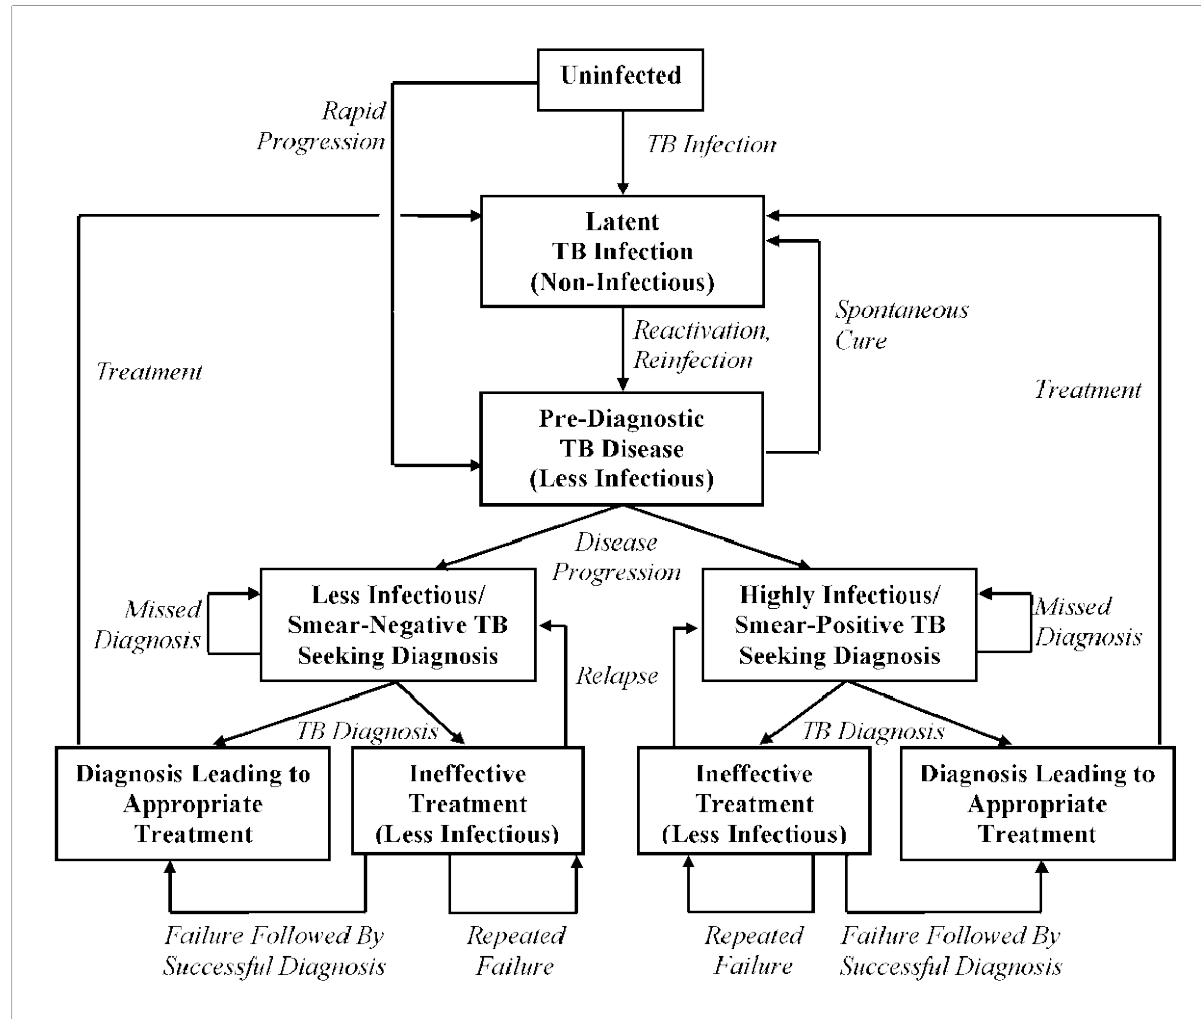 Uninfected
Rapid
Progression
TB Infection
Latent
TB Infection
(Non-Infectious)
Spontaneous
Cure
Reactivation,
Reinfection
Treatment
Treatment
Pre-Diagnostic
TB Disease
(Less Infectious)
Disease
Progression
Missed
Diagnosis
Less Infectious/
Smear-Negative TB
Seeking Diagnosis
Relapse
Highly Infectious/
Smear-Positive TB
Seeking Diagnosis
Missed
Diagnosis
TB Diagnosis
TB Diagnosis
Diagnosis Leading to
Appropriate
Treatment
Ineffective
Treatment
(Less Infectious)
Ineffective
Treatment
(Less Infectious)
Diagnosis Leading to
Appropriate
Treatment
Failure Followed By
Successful Diagnosis
Repeated
Failure
Repeated
Failure
Failure Followed By
Successful Diagnosis